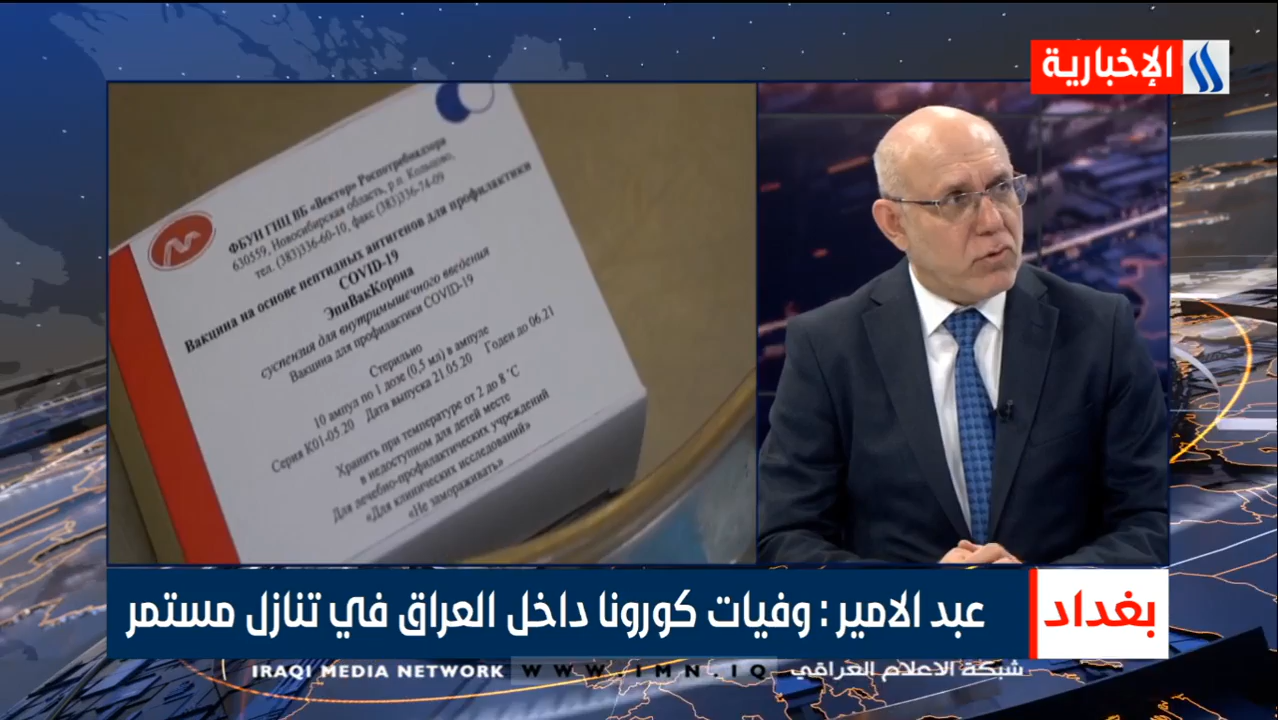 الإخبارية
ФБУН ГНЦ ВБ «Вектор» Роспотребнадзора
630559, Новосибирская область, р.п. Кольцово,
тел. (383)336-60-10, факс (383)336-74-09
Вакцина на основе пептидных антигенов для профилактики
COVID-19
ЭпиВакКорона
суспензия для внутримышечного введения
Вакцина для профилактики COVID-19
Стерильно
10 ампул по 1 дозе (0,5 мл) в ампуле
Серия К01-05.20 Дата выпуска 21.05.20 Годен до 06.21
Хранить при температуре от 2 до 8 °С
в недоступном для детей месте
Для лечебно-профилактических учреждений
«Для клинических исследований»
«Не замораживать»
بغداد
عبد الامير : وفيات كورونا داخل العراق في تنازل مستمر
IRAQI MEDIA NETWORK WWW.IMN.IQ شبكة الاعلام العراقي